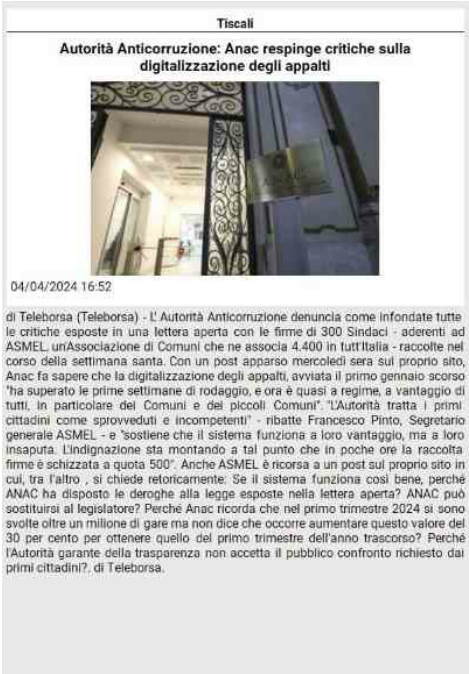 Tiscali
Autorità Anticorruzione: Anac respinge critiche sulla
digitalizzazione degli appalti
04/04/2024 16:52
di Teleborsa (Teleborsa) - L' Autorità Anticorruzione denuncia come infondate tutte
le critiche esposte in una lettera aperta con le firme di 300 Sindaci - aderenti ad
ASMEL, un'Associazione di Comuni che ne associa 4.400 in tutt'Italia - raccolte nel
corso della settimana santa. Con un post apparso mercoledì sera sul proprio sito,
Anac fa sapere che la digitalizzazione degli appalti, avviata il primo gennaio scorso
"ha superato le prime settimane di rodaggio, e ora è quasi a regime, a vantaggio di
tutti, in particolare dei Comuni e dei piccoli Comuni". "L'Autorità tratta i primi
cittadini come sprovveduti e incompetenti" - ribatte Francesco Pinto, Segretario
generale ASMEL - e "sostiene che il sistema funziona a loro vantaggio, ma a loro
insaputa. L'indignazione sta montando a tal punto che in poche ore la raccolta
firme è schizzata a quota 500". Anche ASMEL è ricorsa a un post sul proprio sito in
cui, tra l'altro , si chiede retoricamente: Se il sistema funziona così bene, perché
ANAC ha disposto le deroghe alla legge esposte nella lettera aperta? ANAC può
sostituirsi al legislatore? Perché Anac ricorda che nel primo trimestre 2024 si sono
svolte oltre un milione di gare ma non dice che occorre aumentare questo valore del
30 per cento per ottenere quello del primo trimestre dell'anno trascorso? Perché
l'Autorità garante della trasparenza non accetta il pubblico confronto richiesto dai
primi cittadini?. di Teleborsa.